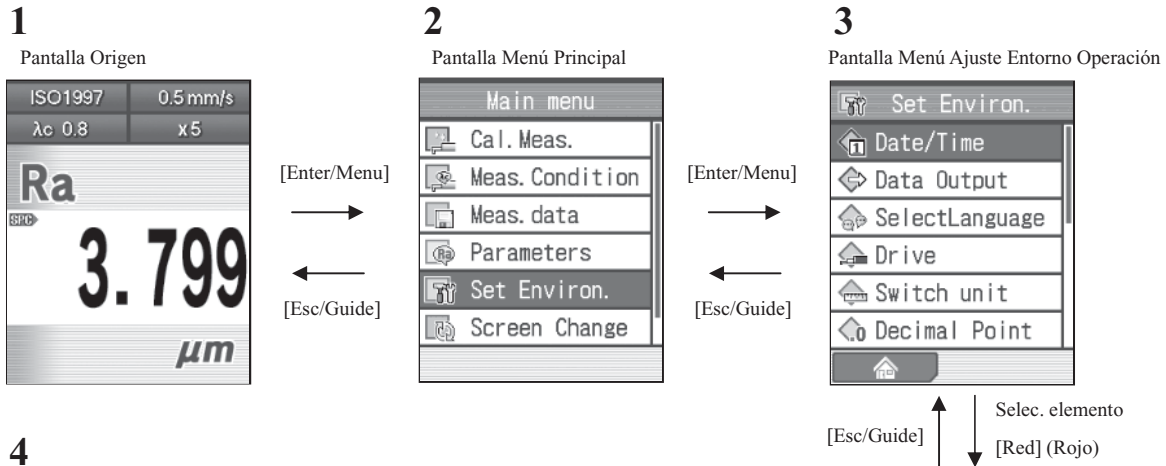 1
Pantalla Origen
ISO1997 0.5 mm/s
λc 0.8 x5
Ra
SPC
3.799
μm
[Enter/Menu]
[Esc/Guide]
2
Pantalla Menú Principal
Main menu
Cal.Meas.
Meas.Condition
Meas.data
Parameters
Set Environ.
Screen Change
[Enter/Menu]
[Esc/Guide]
3
Pantalla Menú Ajuste Entorno Operación
Set Environ.
1 Date/Time
Data Output
SelectLanguage
Drive
Switch unit
.0 Decimal Point
[Esc/Guide]
Selec. elemento
[Red] (Rojo)
4